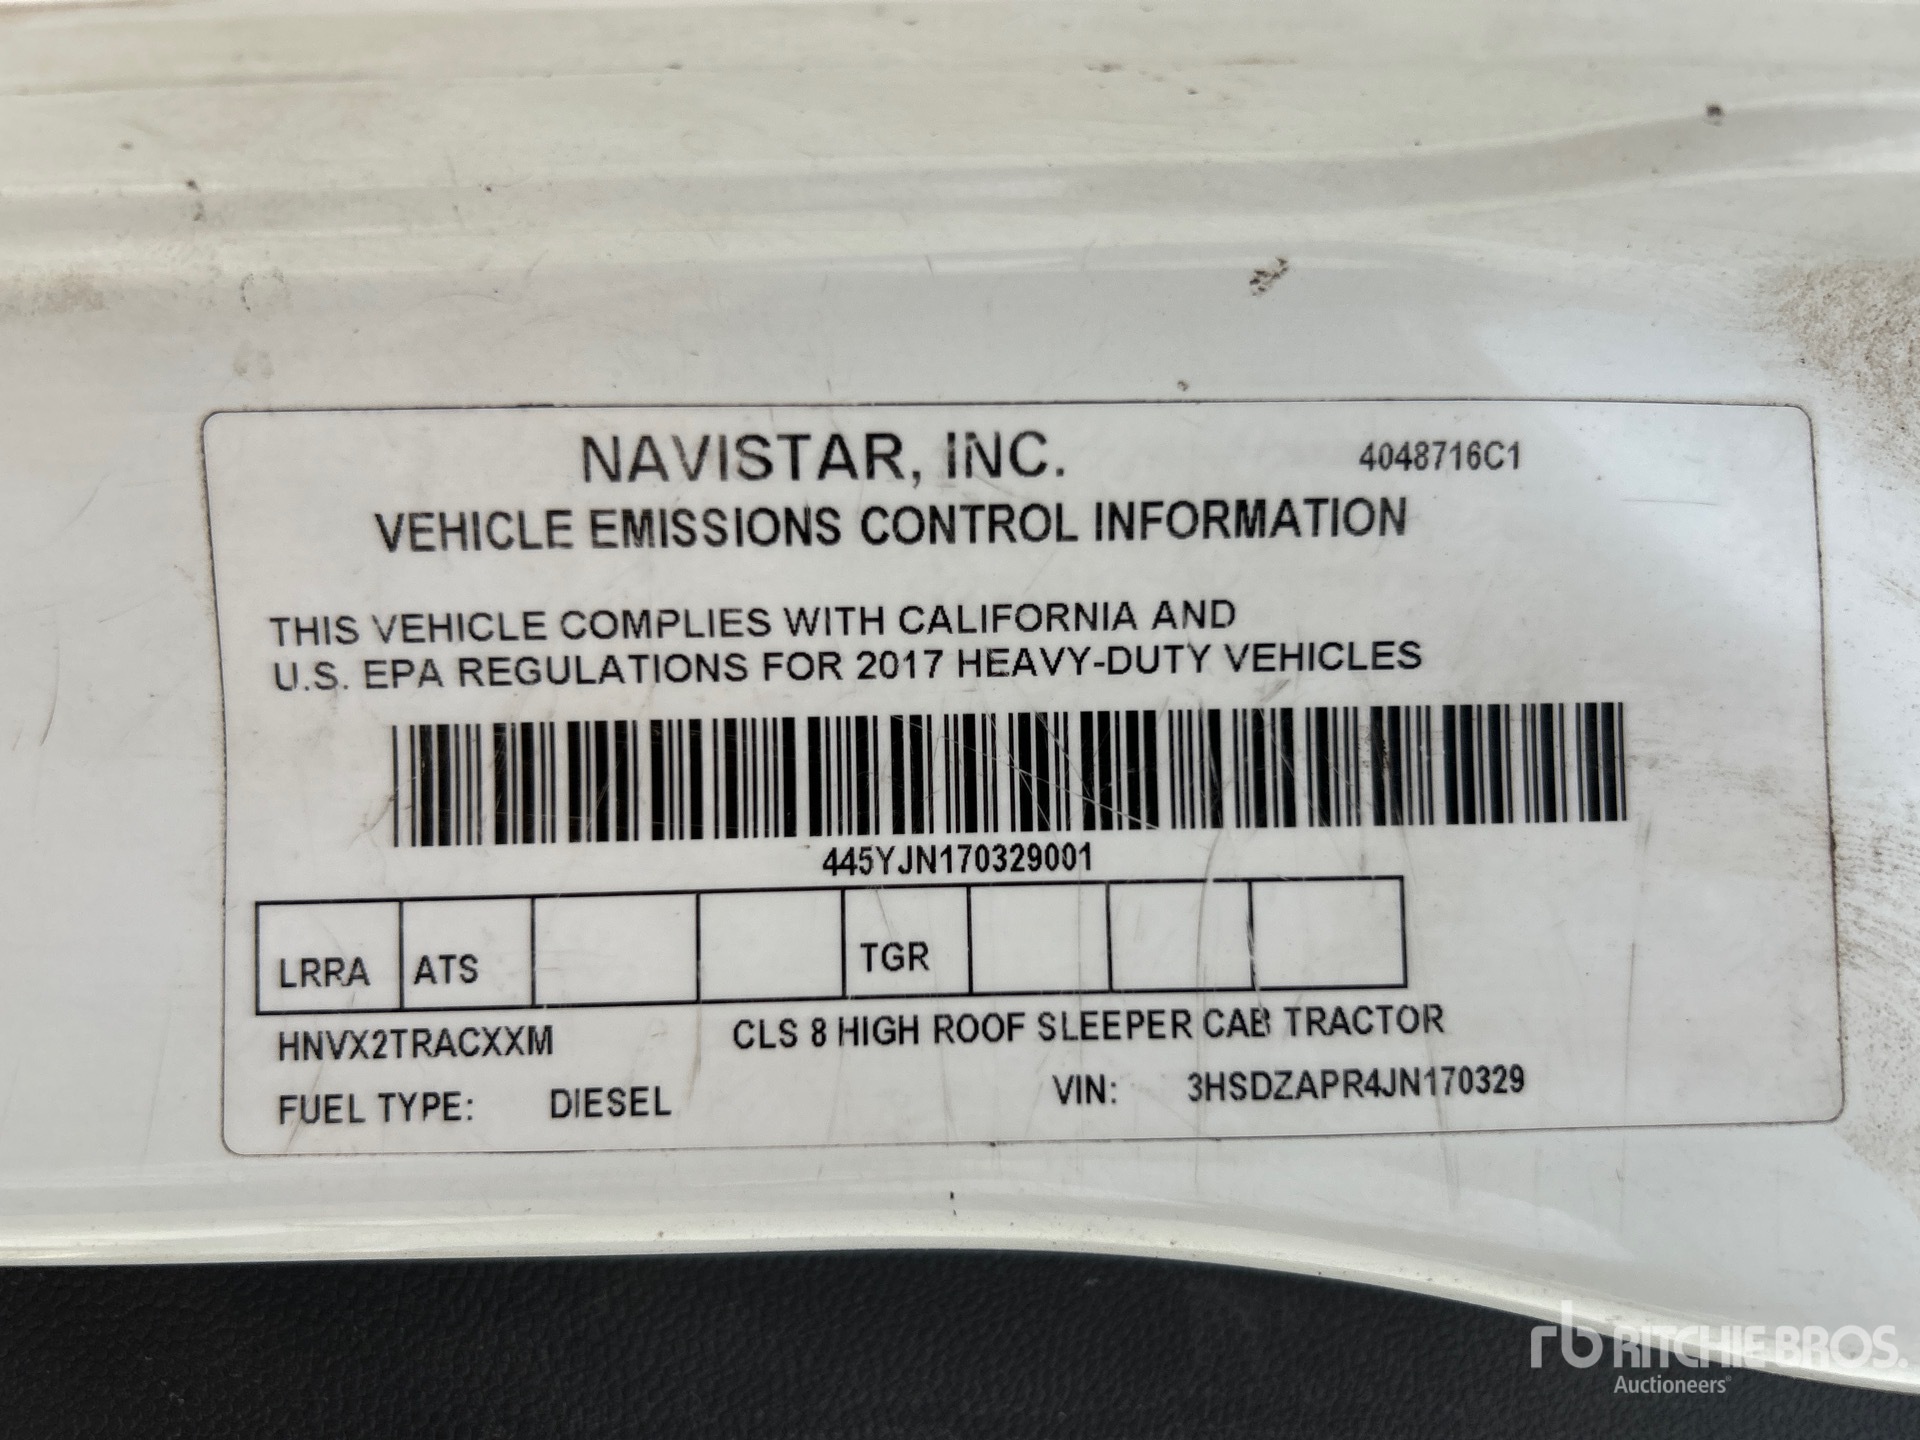 NAVISTAR, INC. 4048716C1
VEHICLE EMISSIONS CONTROL INFORMATION
THIS VEHICLE COMPLIES WITH CALIFORNIA AND
U.S. EPA REGULATIONS FOR 2017 HEAVY-DUTY VEHICLES
445YJN170329001
LRRA ATS TGR
HNVX2TRACXXM CLS 8 HIGH ROOF SLEEPER CAB TRACTOR
FUEL TYPE: DIESEL VIN: 3HSDZAPR4JN170329
rb RITCHIE BROS.
Auctioneers